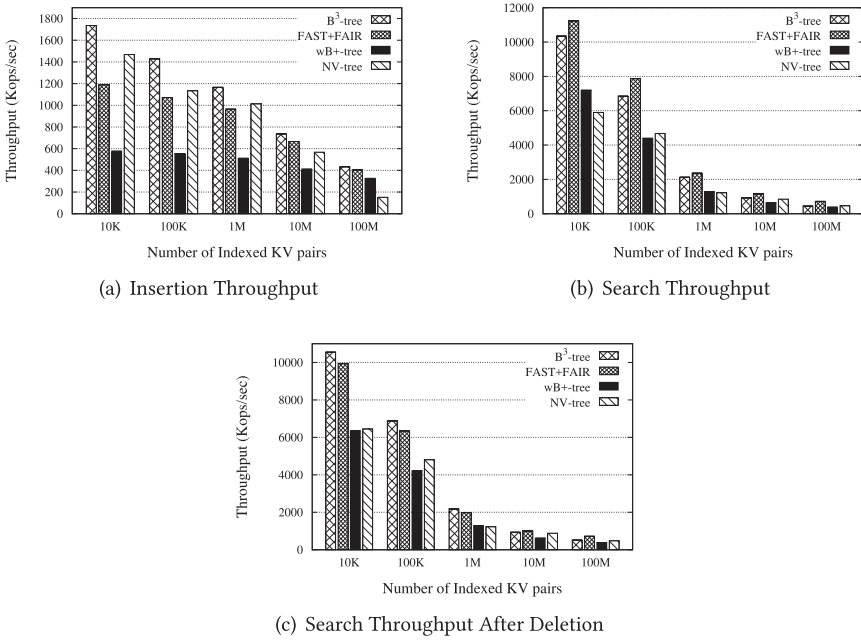 1800
1600
1400
1200
1000
800
600
400
200
0
Throughput (Kops/sec)
B³-tree
FAST+FAIR
wB+-tree
NV-tree
10K 100K 1M 10M 100M
Number of Indexed KV pairs
(a) Insertion Throughput
12000
10000
8000
6000
4000
2000
0
Throughput (Kops/sec)
B³-tree
FAST+FAIR
wB+-tree
NV-tree
10K 100K 1M 10M 100M
Number of Indexed KV pairs
(b) Search Throughput
10000
8000
6000
4000
2000
0
Throughput (Kops/sec)
B³-tree
FAST+FAIR
wB+-tree
NV-tree
10K 100K 1M 10M 100M
Number of Indexed KV pairs
(c) Search Throughput After Deletion